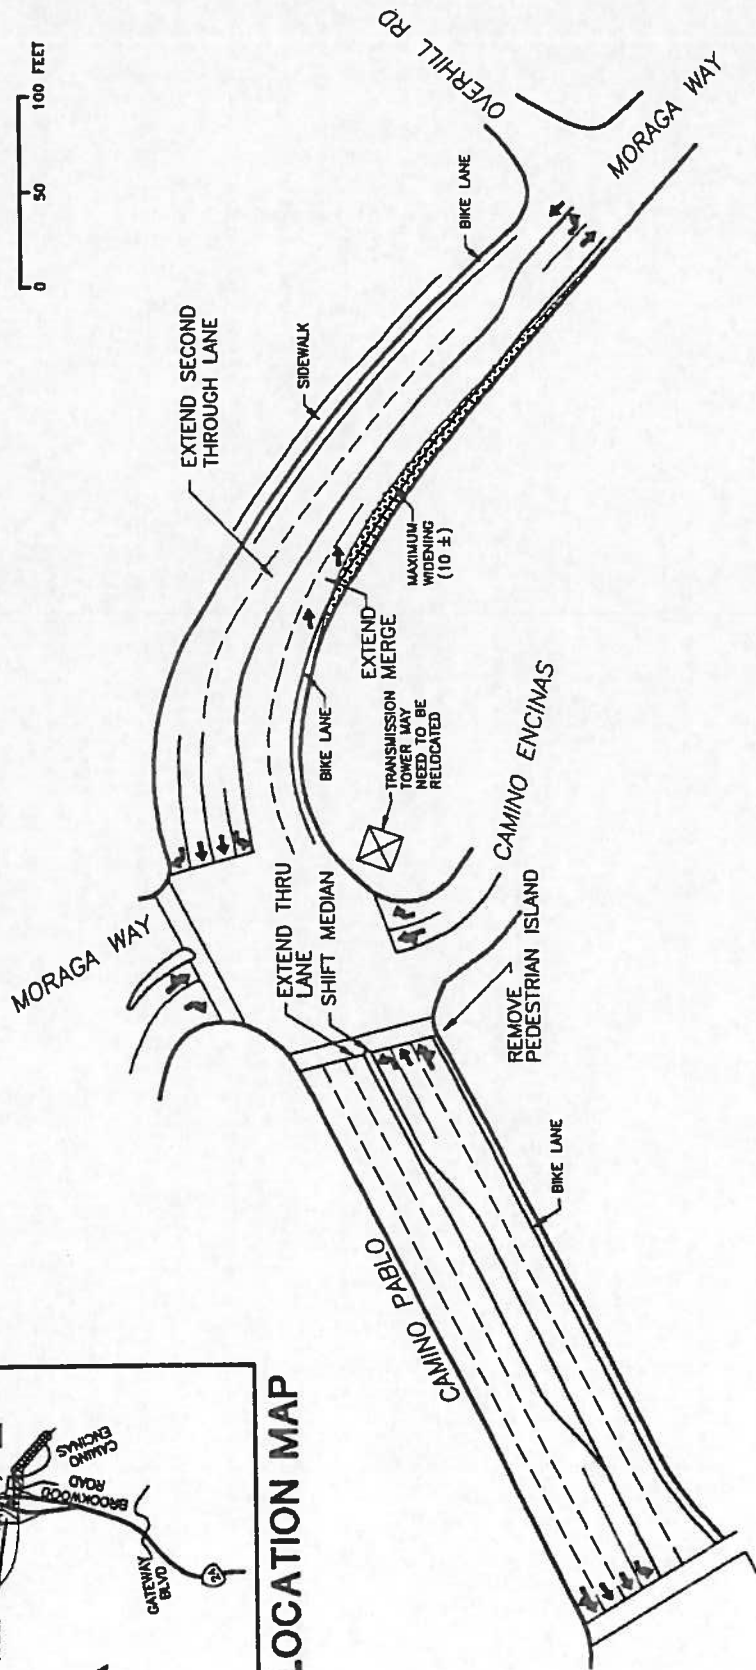 0
50
100 FEET
OVERHILL RD
MORAGA WAY
BIKE LANE
EXTEND SECOND
THROUGH LANE
SIDEWALK
MAXIMUM
WIDENING
(10 ±)
EXTEND
MERGE
BIKE LANE
TRANSMISSION
TOWER MAY
NEED TO BE
RELOCATED
CAMINO ENCINAS
MORAGA WAY
EXTEND THRU
LANE
SHIFT MEDIAN
REMOVE
PEDESTRIAN ISLAND
BIKE LANE
CAMINO PABLO
CAMINO
ENCINAS
BROOKWOOD
ROAD
GATEWAY
BLVD
24
LOCATION MAP